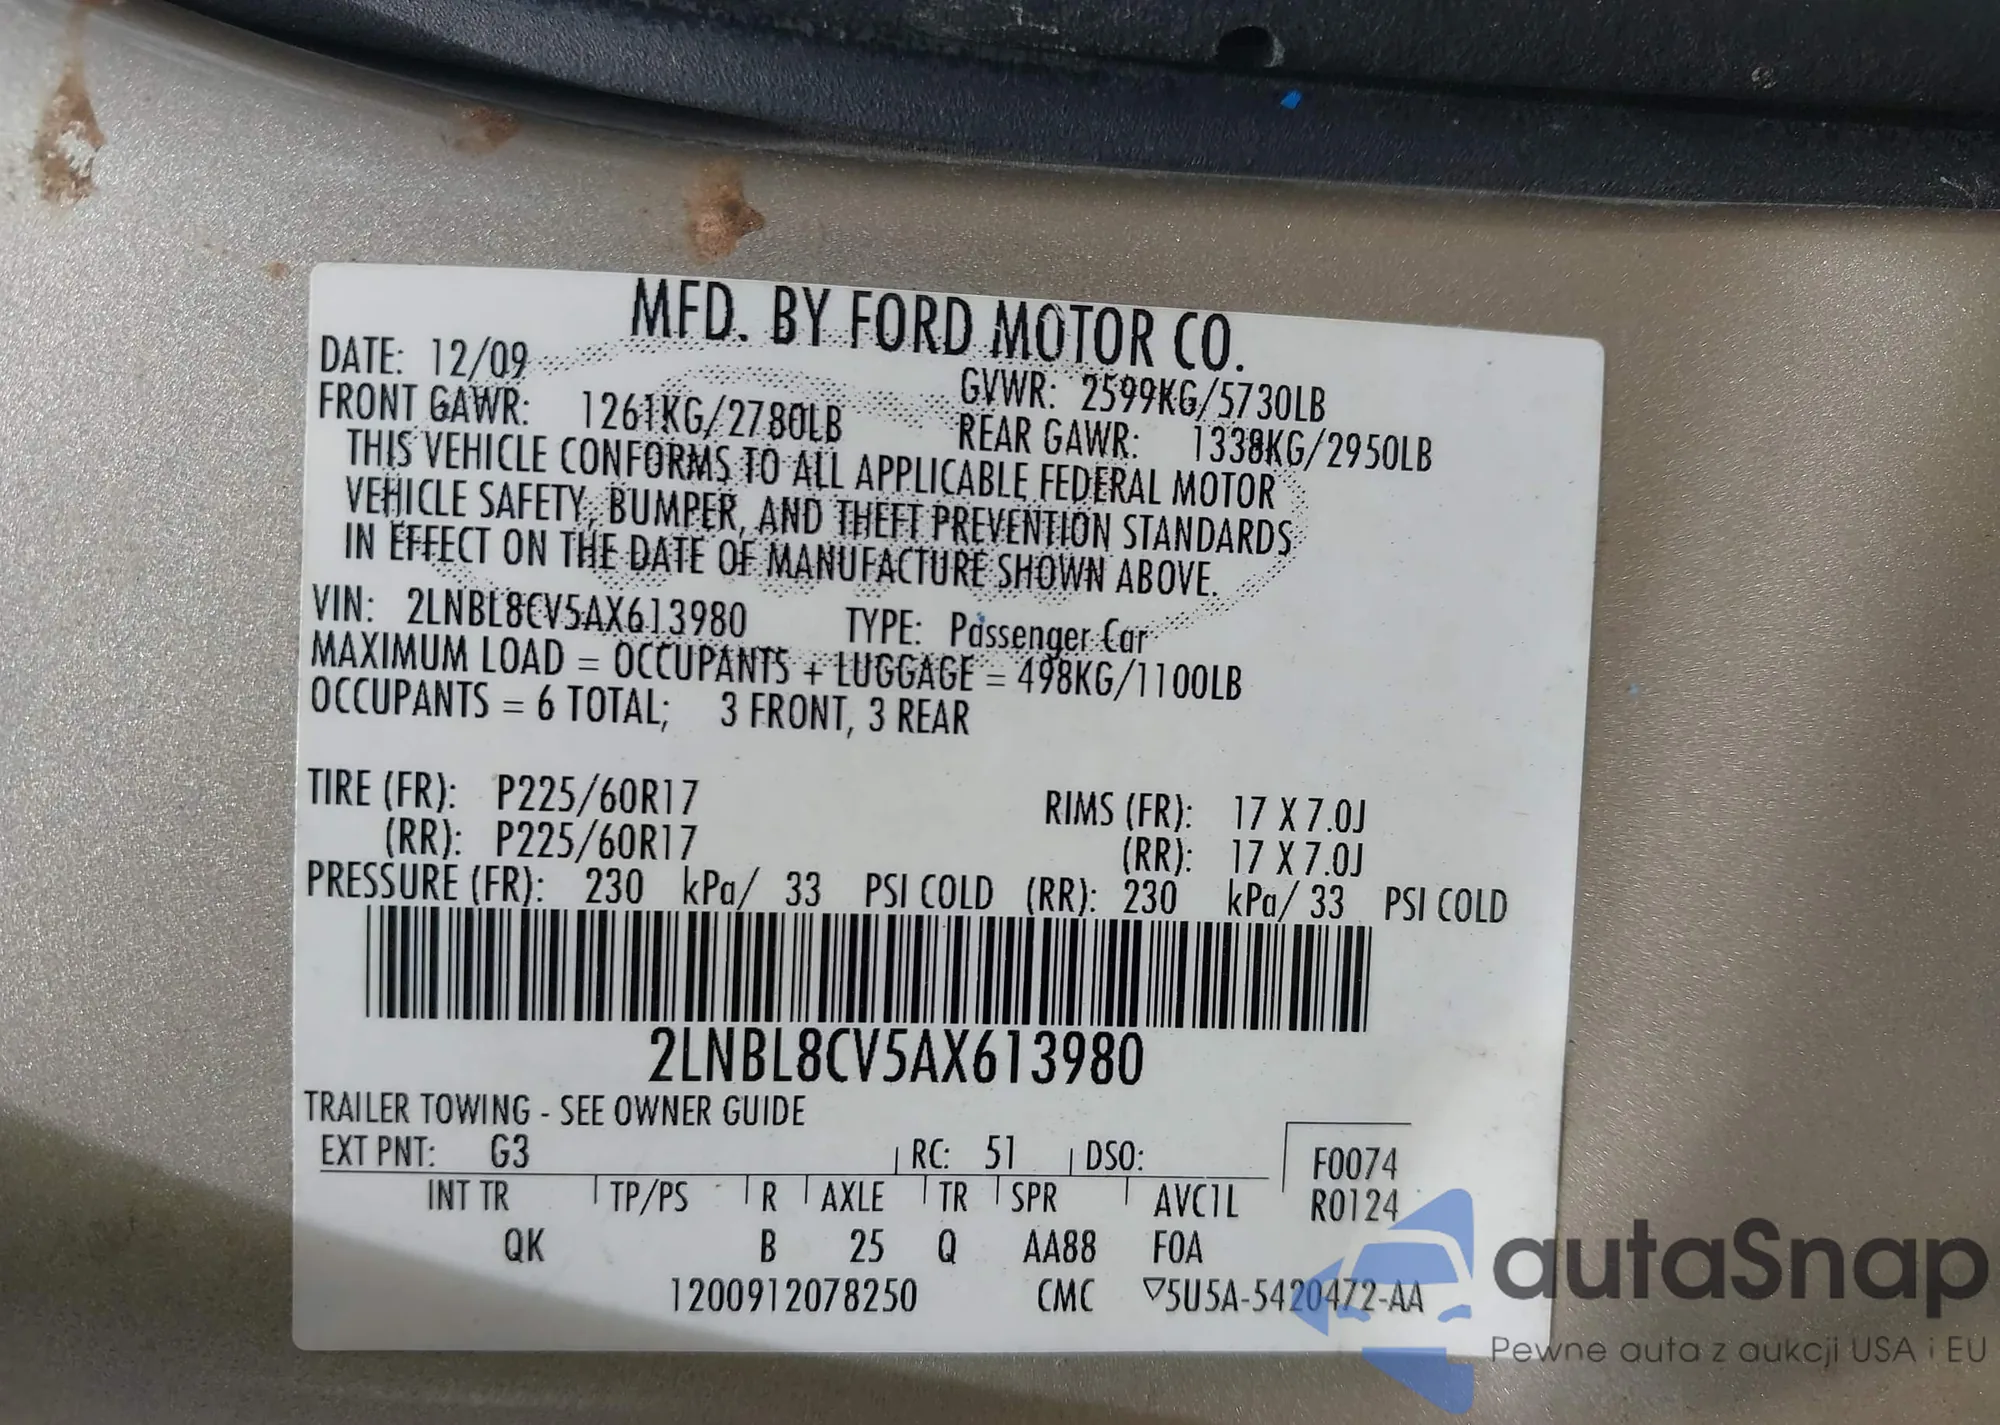 MFD. BY FORD MOTOR CO.
DATE: 12/09
GVWR: 2599KG/5730LB
FRONT GAWR: 1261KG/2780LB
REAR GAWR: 1338KG/2950LB
THIS VEHICLE CONFORMS TO ALL APPLICABLE FEDERAL MOTOR
VEHICLE SAFETY, BUMPER, AND THEFT PREVENTION STANDARDS
IN EFFECT ON THE DATE OF MANUFACTURE SHOWN ABOVE.
VIN: 2LNBL8CV5AX613980 TYPE: Passenger Car
MAXIMUM LOAD = OCCUPANTS + LUGGAGE = 498KG/1100LB
OCCUPANTS = 6 TOTAL; 3 FRONT, 3 REAR
TIRE (FR): P225/60R17 RIMS (FR): 17 X 7.0J
(RR): P225/60R17 (RR): 17 X 7.0J
PRESSURE (FR): 230 kPa/ 33 PSI COLD (RR): 230 kPa/ 33 PSI COLD
2LNBL8CV5AX613980
TRAILER TOWING - SEE OWNER GUIDE
EXT PNT: G3 RC: 51 DSO: F0074
INT TR TP/PS R AXLE TR SPR AVC1L R0124
QK B 25 Q AA88 F0A
1200912078250 CMC ▽5U5A-5420472-AA
autaSnap
Pewne auta z aukcji USA i EU